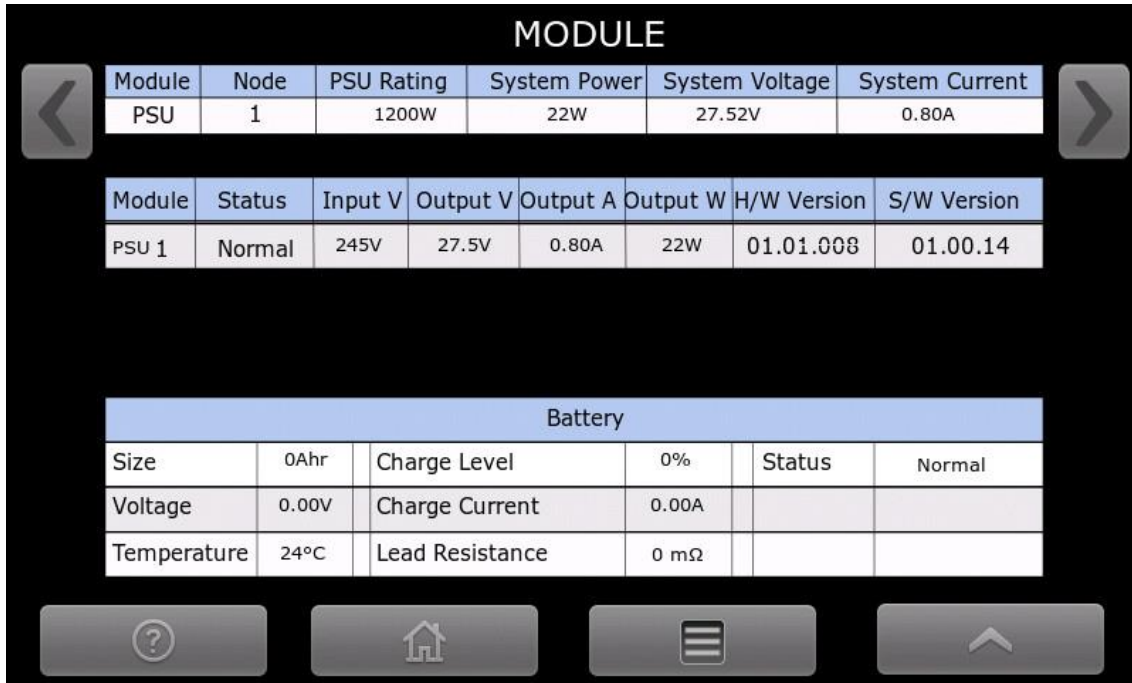 MODULE
Module Node PSU Rating System Power System Voltage System Current
PSU 1 1200W 22W 27.52V 0.80A
Module Status Input V Output V Output A Output W H/W Version S/W Version
PSU 1 Normal 245V 27.5V 0.80A 22W 01.01.008 01.00.14
Battery
Size 0Ahr Charge Level 0% Status Normal
Voltage 0.00V Charge Current 0.00A
Temperature 24°C Lead Resistance 0 mΩ
?